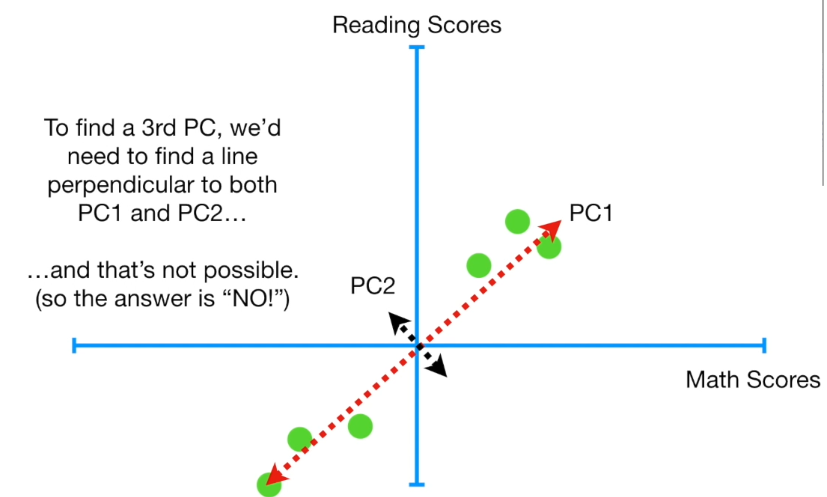 Reading Scores
To find a 3rd PC, we’d
need to find a line
perpendicular to both
PC1 and PC2…
…and that’s not possible.
(so the answer is “NO!”)
PC1
PC2
Math Scores